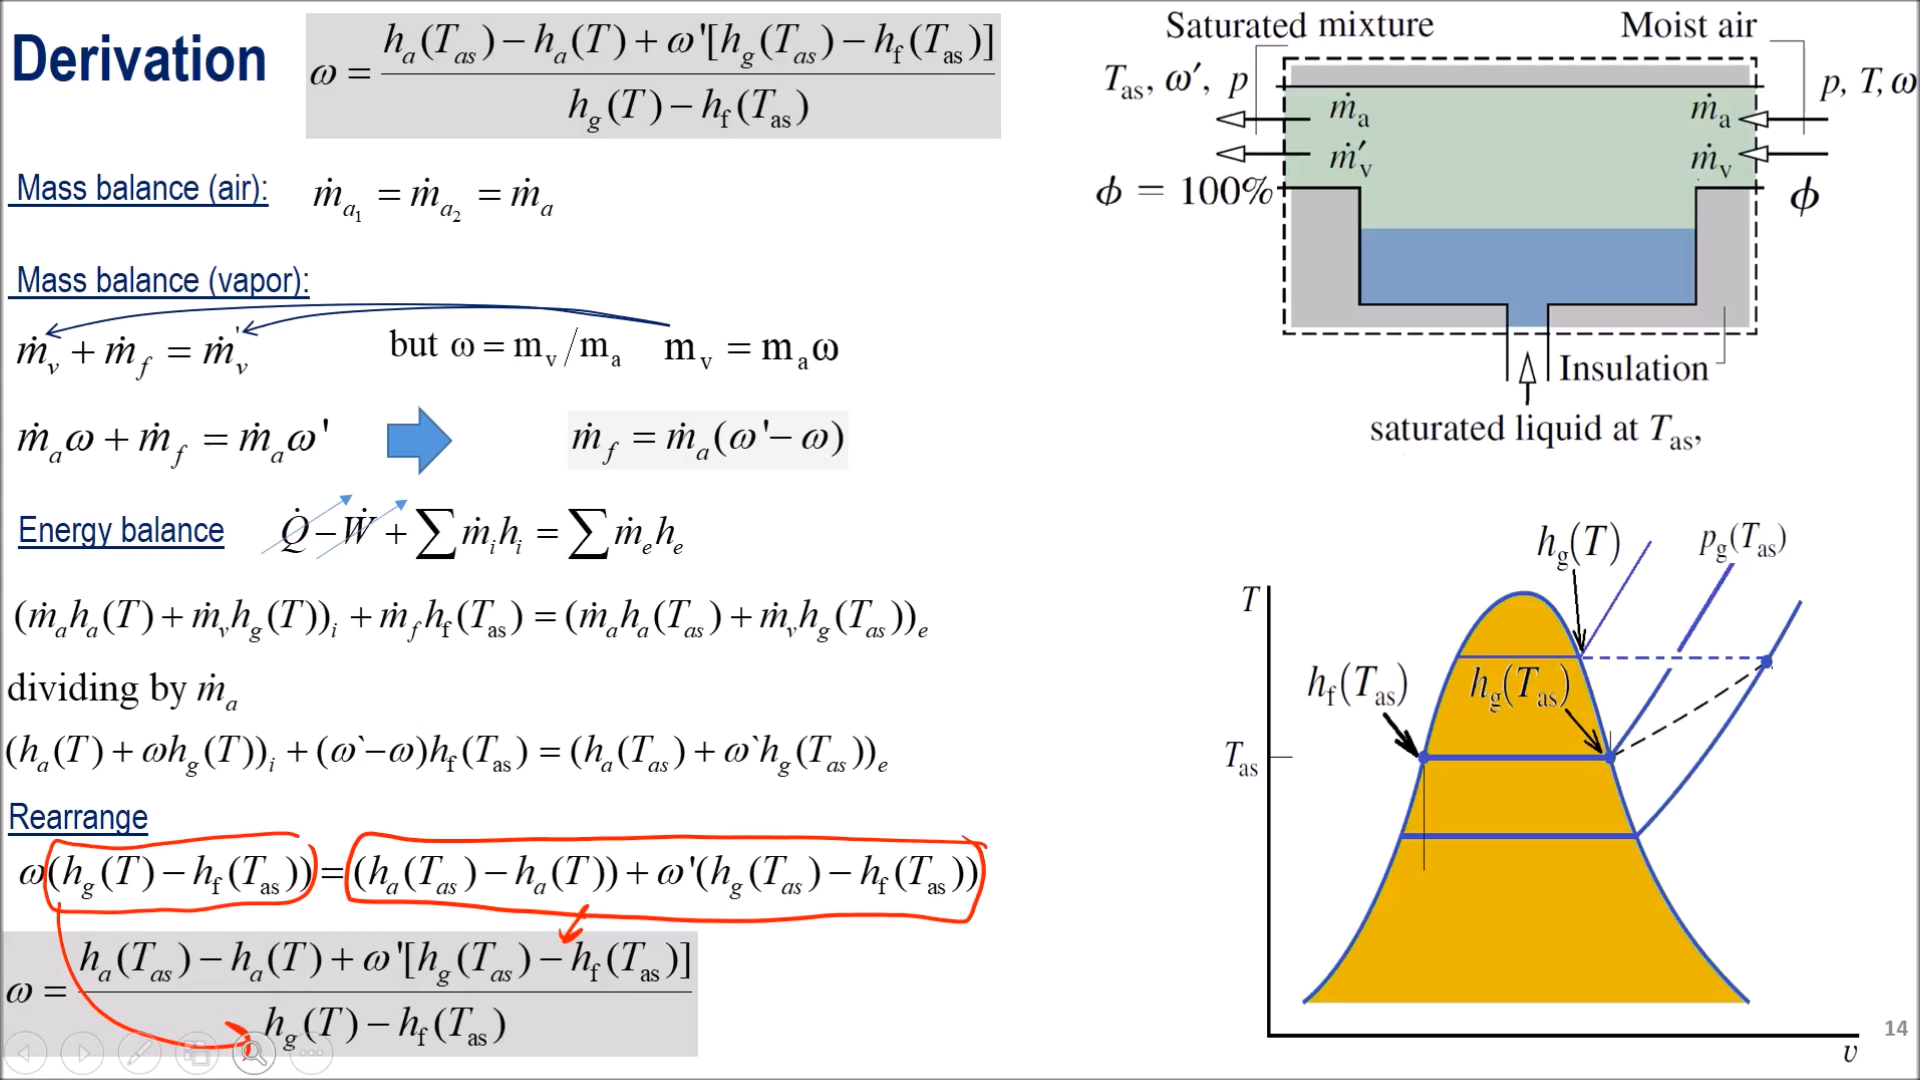 Derivation
ω = (h_a(T_as) − h_a(T) + ω'[h_g(T_as) − h_f(T_as)]) / (h_g(T) − h_f(T_as))
Mass balance (air): ṁ_a₁ = ṁ_a₂ = ṁ_a
Mass balance (vapor):
ṁ_v + ṁ_f = ṁ'_v but ω = m_v/m_a m_v = m_a ω
ṁ_a ω + ṁ_f = ṁ_a ω' ṁ_f = ṁ_a(ω'− ω)
Energy balance Q̇ − Ẇ + ∑ ṁ_i h_i = ∑ ṁ_e h_e
(ṁ_a h_a(T) + ṁ_v h_g(T))_i + ṁ_f h_f(T_as) = (ṁ_a h_a(T_as) + ṁ_v h_g(T_as))_e
dividing by ṁ_a
(h_a(T) + ωh_g(T))_i + (ω`−ω)h_f(T_as) = (h_a(T_as) + ω`h_g(T_as))_e
Rearrange
ω(h_g(T) − h_f(T_as)) = (h_a(T_as) − h_a(T)) + ω'(h_g(T_as) − h_f(T_as))
ω = (h_a(T_as) − h_a(T) + ω'[h_g(T_as) − h_f(T_as)]) / (h_g(T) − h_f(T_as))
Saturated mixture
Moist air
T_as, ω′, p
p, T, ω
ṁ_a
ṁ_a
ṁ′_v
ṁ_v
ϕ = 100%
ϕ
Insulation
saturated liquid at T_as,
h_g(T)
p_g(T_as)
T
h_f(T_as)
h_g(T_as)
T_as
v
14